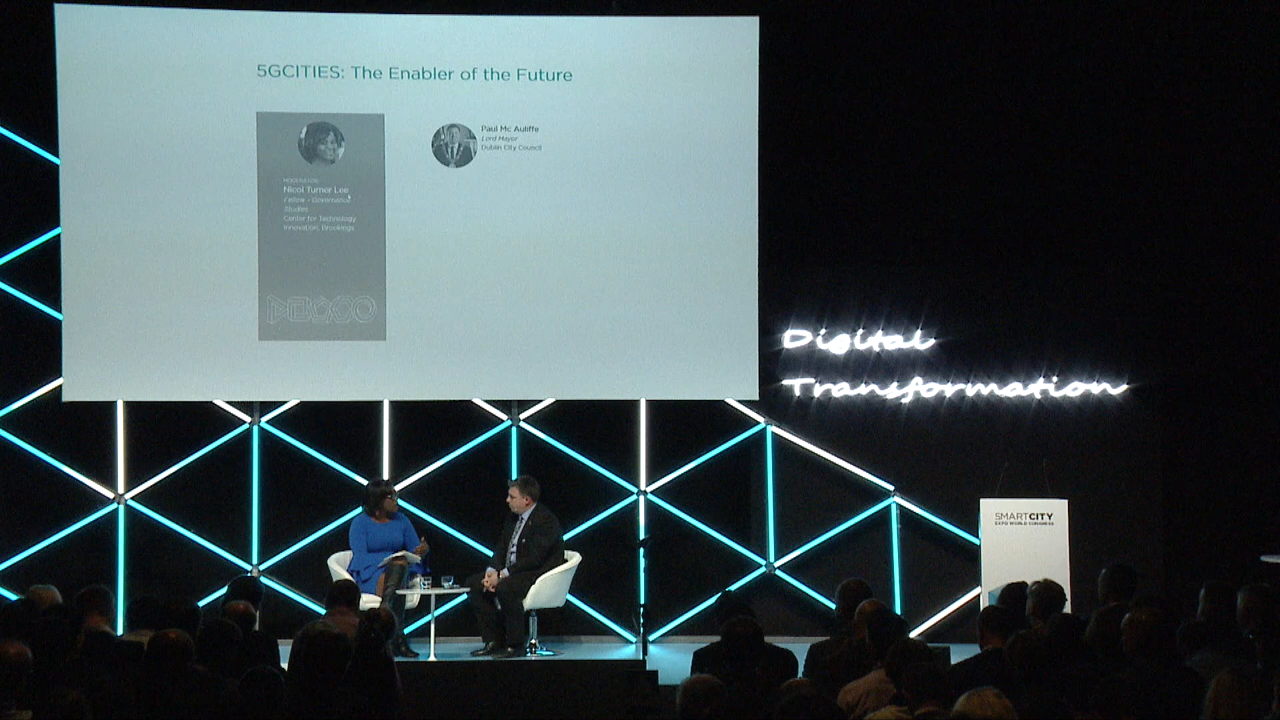 5GCITIES: The Enabler of the Future
MODERATOR:
Nicol Turner Lee
Fellow - Governance
Studies
Center for Technology
Innovation, Brookings
Paul Mc Auliffe
Lord Mayor
Dublin City Council
Digital
Transformation
SMARTCITY
EXPO WORLD CONGRESS